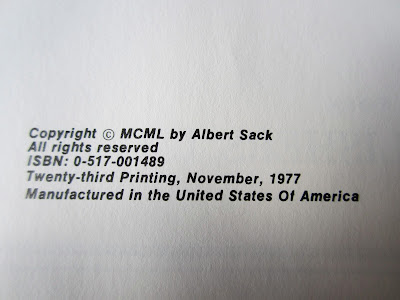 Copyright © MCML by Albert Sack
All rights reserved
ISBN: 0-517-001489
Twenty-third Printing, November, 1977
Manufactured in the United States Of America